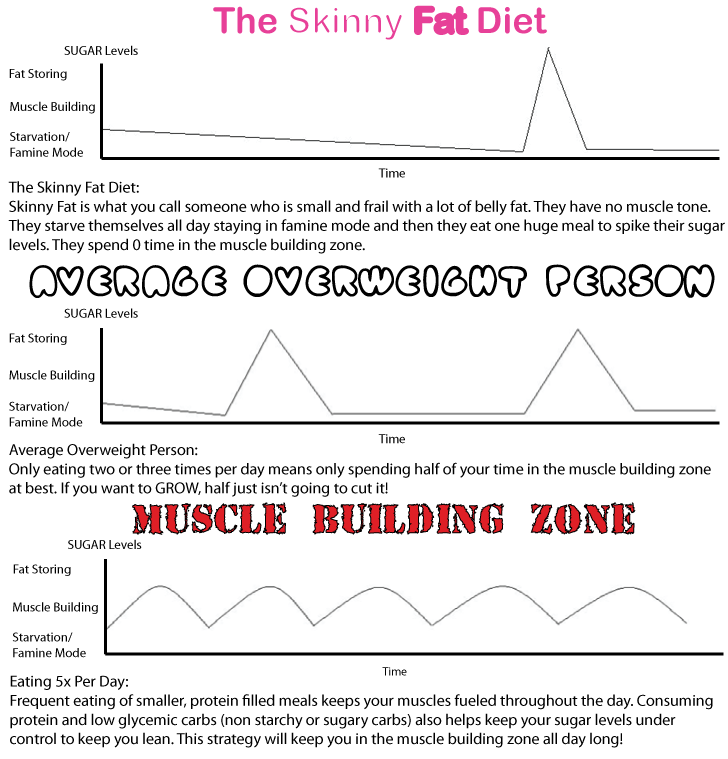 The Skinny Fat Diet
SUGAR Levels
Fat Storing
Muscle Building
Starvation/
Famine Mode
Time
The Skinny Fat Diet:
Skinny Fat is what you call someone who is small and frail with a lot of belly fat. They have no muscle tone.
They starve themselves all day staying in famine mode and then they eat one huge meal to spike their sugar
levels. They spend 0 time in the muscle building zone.
AVERAGE OVERWEIGHT PERSON
SUGAR Levels
Fat Storing
Muscle Building
Starvation/
Famine Mode
Time
Average Overweight Person:
Only eating two or three times per day means only spending half of your time in the muscle building zone
at best. If you want to GROW, half just isn't going to cut it!
MUSCLE BUILDING ZONE
SUGAR Levels
Fat Storing
Muscle Building
Starvation/
Famine Mode
Time
Eating 5x Per Day:
Frequent eating of smaller, protein filled meals keeps your muscles fueled throughout the day. Consuming
protein and low glycemic carbs (non starchy or sugary carbs) also helps keep your sugar levels under
control to keep you lean. This strategy will keep you in the muscle building zone all day long!